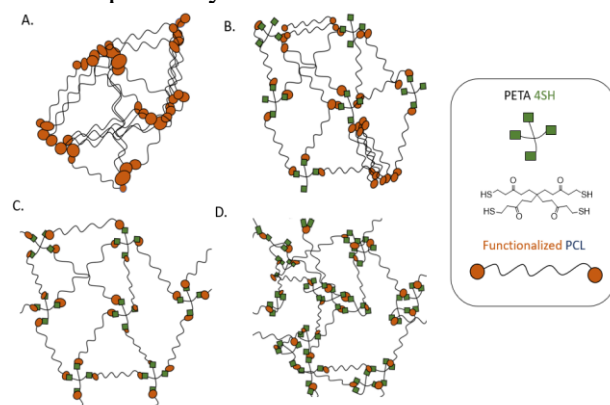 A.
B.
PETA 4SH
O
O
HS
SH
HS
SH
O
O
Functionalized PCL
C.
D.